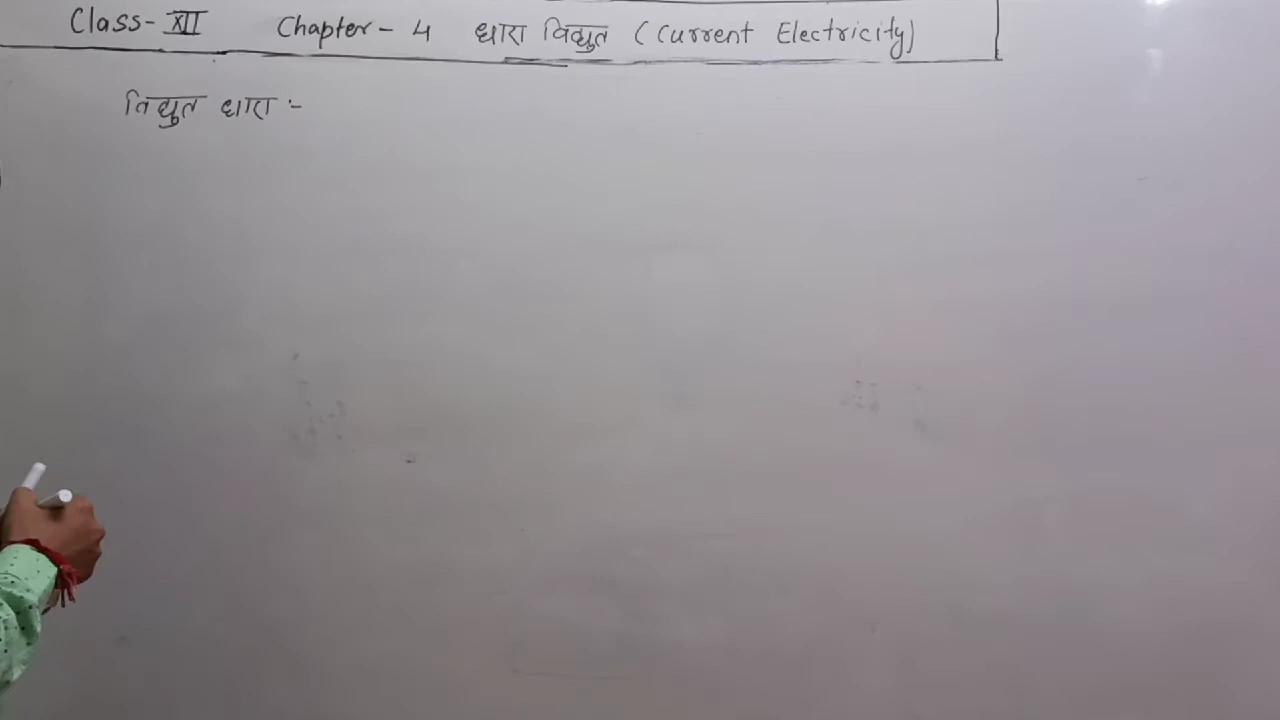 Class- XII Chapter- 4 धारा विद्युत (Current Electricity)
विद्युत धारा :-